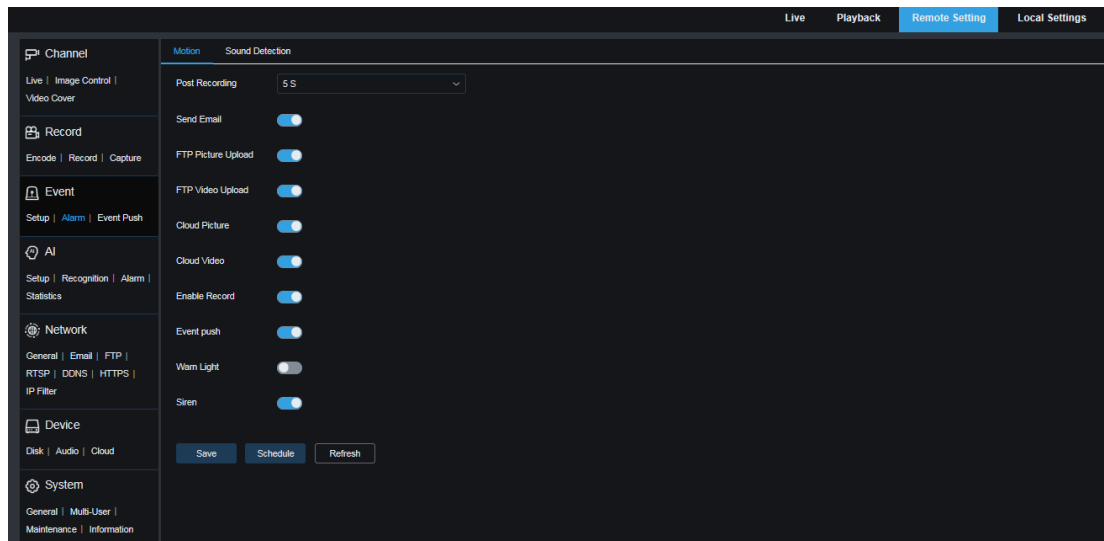 Live Playback Remote Setting Local Settings
Channel
Live | Image Control |
Video Cover
Record
Encode | Record | Capture
Event
Setup | Alarm | Event Push
AI
Setup | Recognition | Alarm |
Statistics
Network
General | Email | FTP |
RTSP | DDNS | HTTPS |
IP Filter
Device
Disk | Audio | Cloud
System
General | Multi-User |
Maintenance | Information
Motion Sound Detection
Post Recording 5 S
Send Email
FTP Picture Upload
FTP Video Upload
Cloud Picture
Cloud Video
Enable Record
Event push
Warn Light
Siren
Save Schedule Refresh